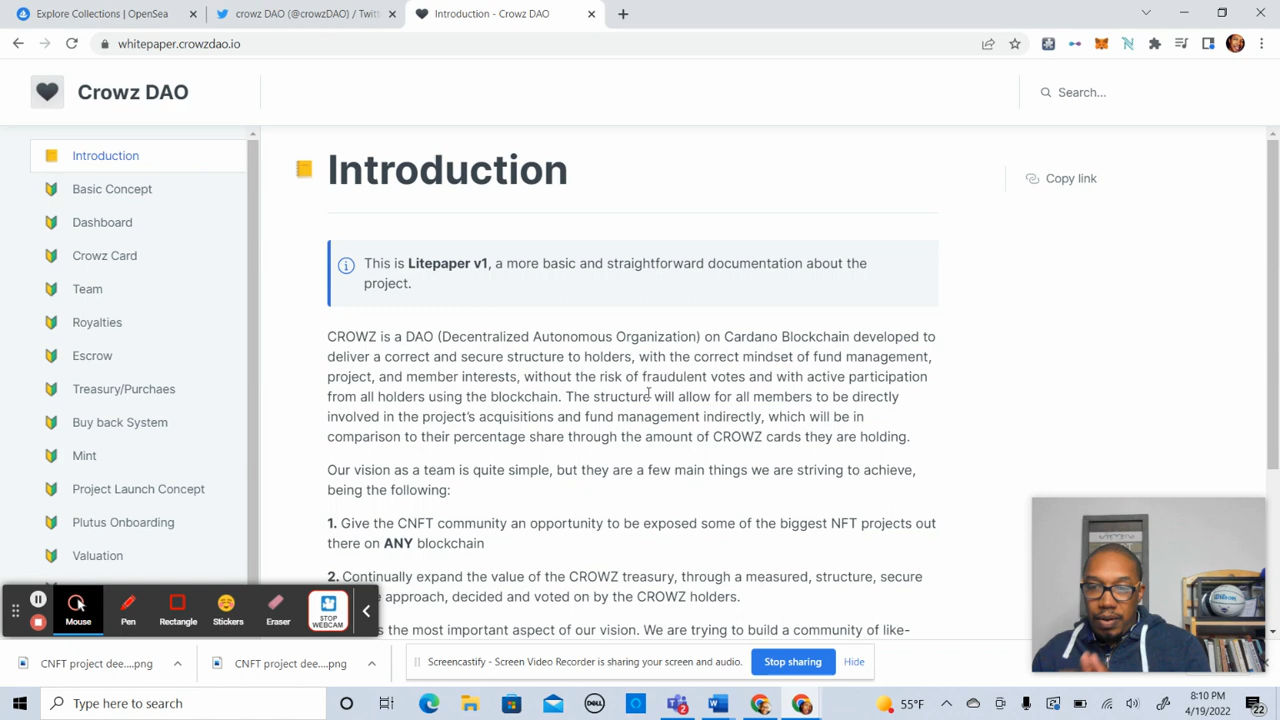 Explore Collections | OpenSea
crowz DAO (@crowzDAO) / Twitt
Introduction - Crowz DAO
whitepaper.crowzdao.io
Crowz DAO
Search...
Introduction
Basic Concept
Dashboard
Crowz Card
Team
Royalties
Escrow
Treasury/Purchaes
Buy back System
Mint
Project Launch Concept
Plutus Onboarding
Valuation
Introduction
Copy link
This is Litepaper v1, a more basic and straightforward documentation about the
project.
CROWZ is a DAO (Decentralized Autonomous Organization) on Cardano Blockchain developed to
deliver a correct and secure structure to holders, with the correct mindset of fund management,
project, and member interests, without the risk of fraudulent votes and with active participation
from all holders using the blockchain. The structure will allow for all members to be directly
involved in the project's acquisitions and fund management indirectly, which will be in
comparison to their percentage share through the amount of CROWZ cards they are holding.
Our vision as a team is quite simple, but they are a few main things we are striving to achieve,
being the following:
1. Give the CNFT community an opportunity to be exposed some of the biggest NFT projects out
there on ANY blockchain
2. Continually expand the value of the CROWZ treasury, through a measured, structure, secure
approach, decided and voted on by the CROWZ holders.
the most important aspect of our vision. We are trying to build a community of like-
Mouse
Pen
Rectangle
Stickers
Eraser
STOP
WEBCAM
CNFT project dee....png
CNFT project dee....png
Screencastify - Screen Video Recorder is sharing your screen and audio.
Stop sharing
Hide
Type here to search
DELL
55°F
8:10 PM
4/19/2022
22